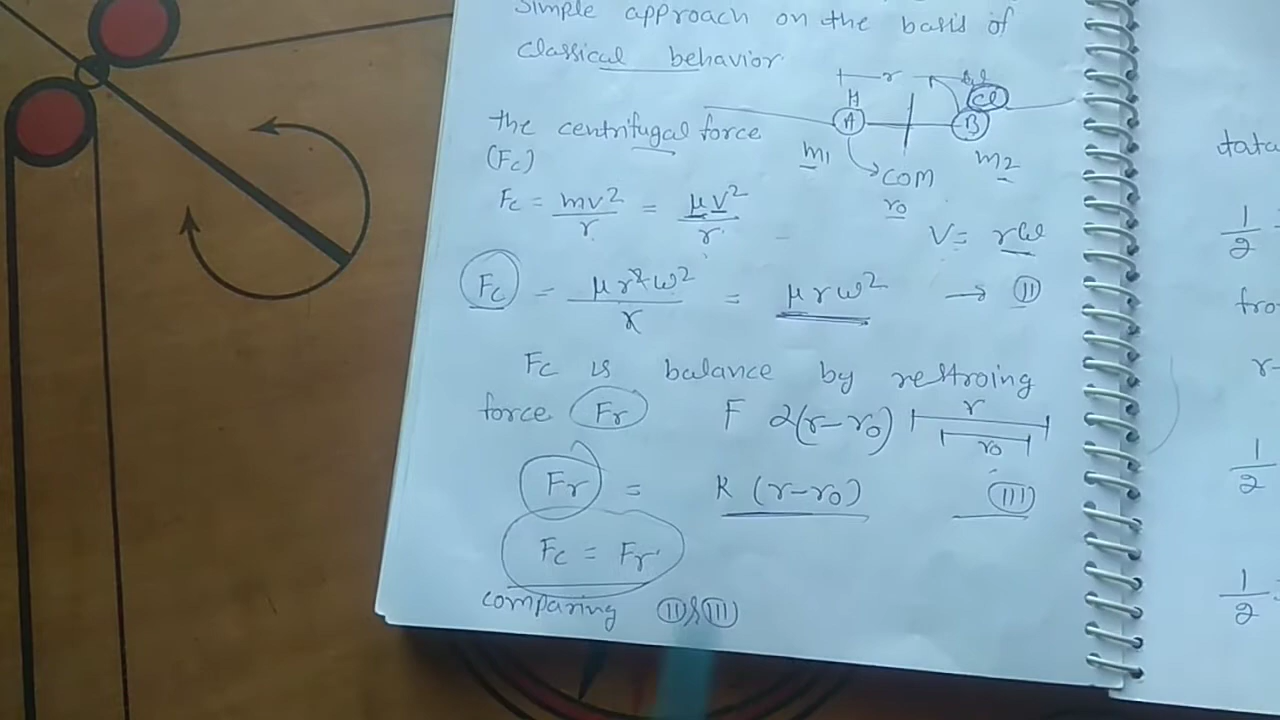 Simple approach on the basis of
classical behavior
r
H
Cl
A
B
the centrifugal force
(Fc)
m1
m2
COM
r0
Fc = mv2/r = μv2/r
V = rω
Fc = μr2ω2/r = μrω2 → II
Fc is balance by restroing
force Fr F α(r-r0)
r
r0
Fr = K (r-r0) III
Fc = Fr
comparing II & III
data
1/2
fro
r-
1/2
1/2